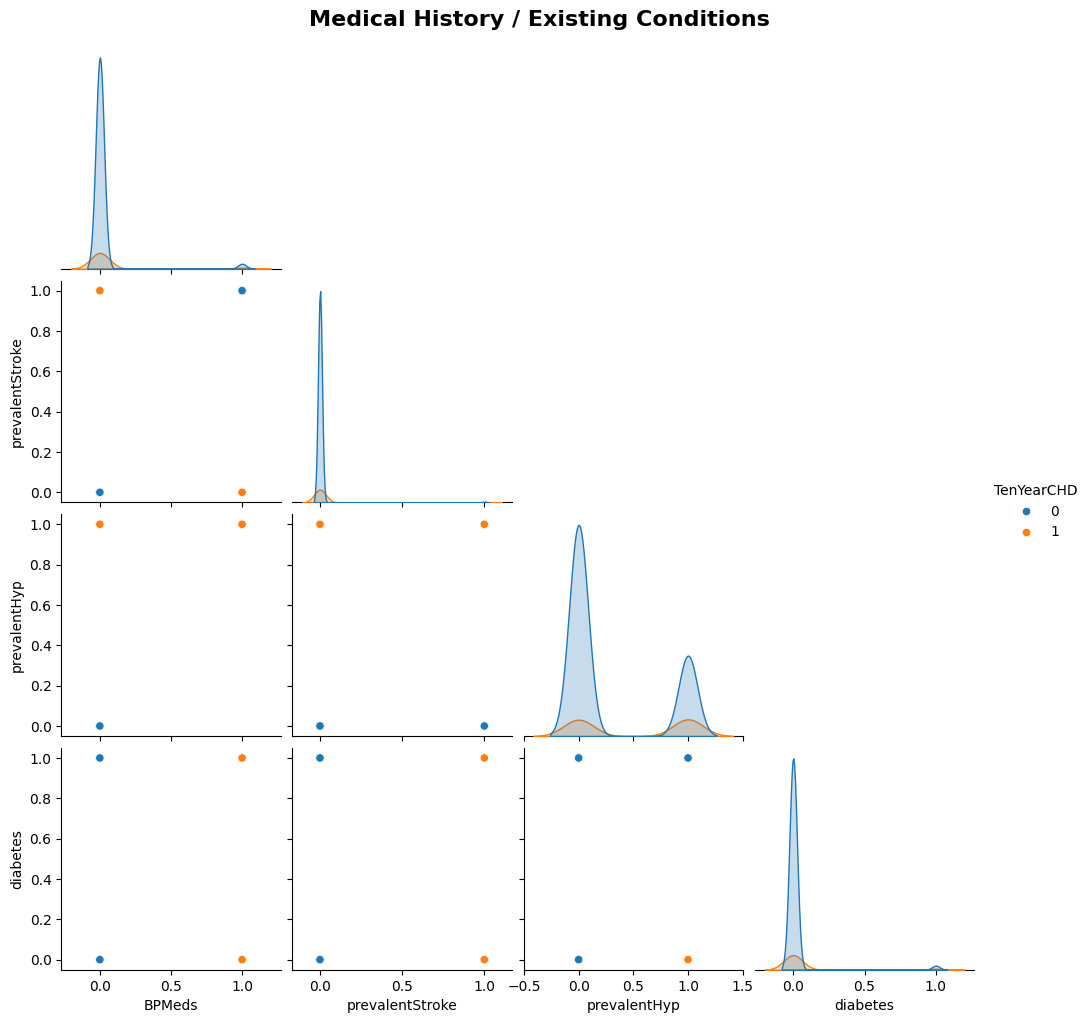 Medical History / Existing Conditions
prevalentStroke
1.0
0.8
0.6
0.4
0.2
0.0
prevalentHyp
1.0
0.8
0.6
0.4
0.2
0.0
TenYearCHD
0
1
diabetes
1.0
0.8
0.6
0.4
0.2
0.0
0.0 0.5 1.0
BPMeds
0.0 0.5 1.0
prevalentStroke
−0.5 0.0 0.5 1.0 1.5
prevalentHyp
0.0 0.5 1.0
diabetes